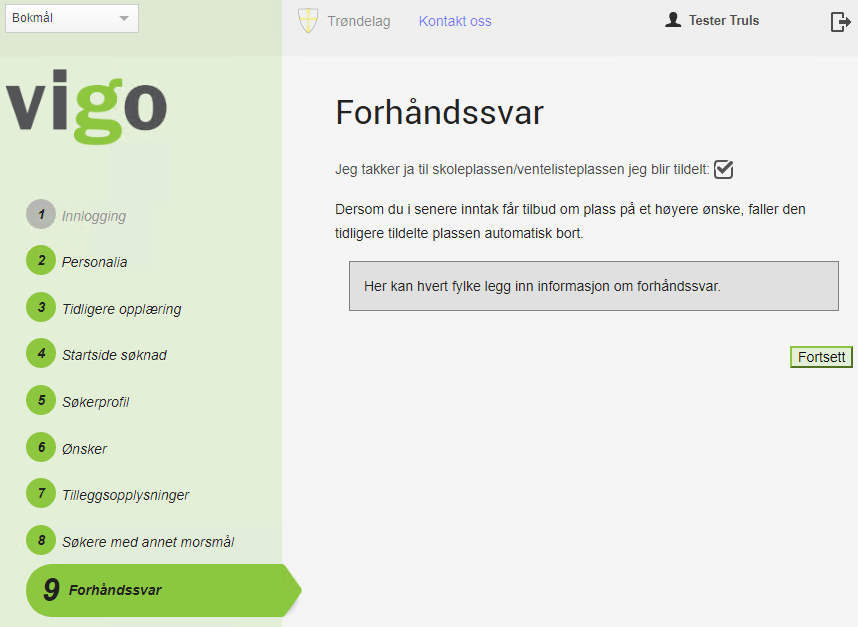 Bokmål
Trøndelag
Kontakt oss
Tester Truls
vigo
1 Innlogging
2 Personalia
3 Tidligere opplæring
4 Startside søknad
5 Søkerprofil
6 Ønsker
7 Tilleggsopplysninger
8 Søkere med annet morsmål
9 Forhåndssvar
Forhåndssvar
Jeg takker ja til skoleplassen/ventelisteplassen jeg blir tildelt:
Dersom du i senere inntak får tilbud om plass på et høyere ønske, faller den
tidligere tildelte plassen automatisk bort.
Her kan hvert fylke legg inn informasjon om forhåndssvar.
Fortsett